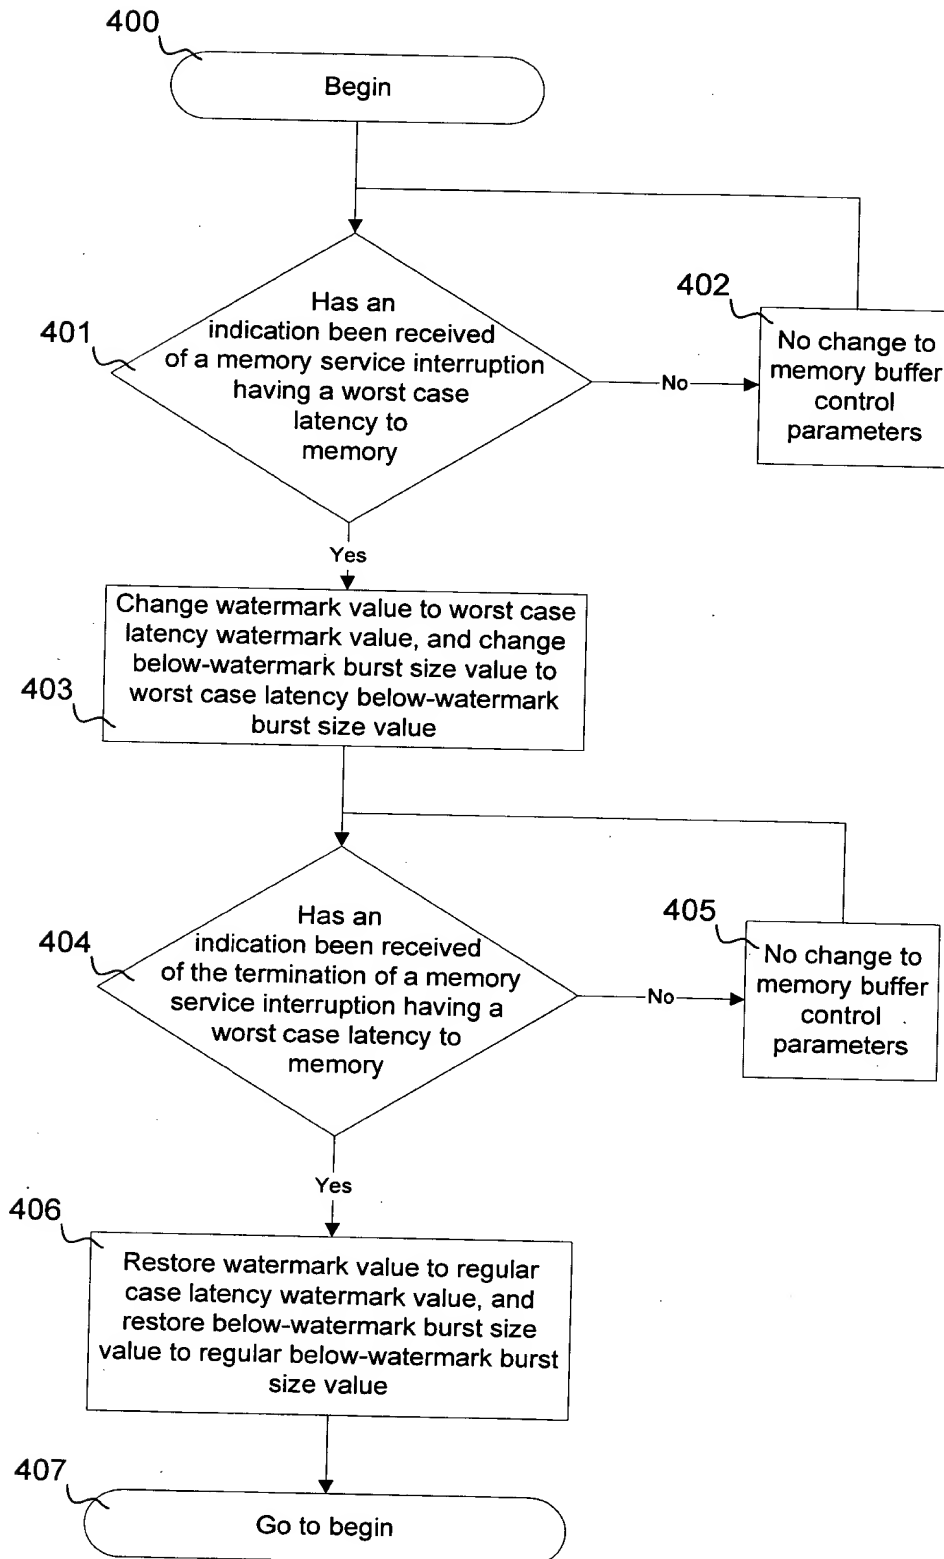 400
Begin
Has an
indication been received
of a memory service interruption
having a worst case
latency to
memory
401
No
402
No change to
memory buffer
control
parameters
Yes
Change watermark value to worst case
latency watermark value, and change
below-watermark burst size value to
worst case latency below-watermark
burst size value
403
Has an
indication been received
of the termination of a memory
service interruption having a
worst case latency to
memory
404
No
405
No change to
memory buffer
control
parameters
Yes
406
Restore watermark value to regular
case latency watermark value, and
restore below-watermark burst size
value to regular below-watermark burst
size value
407
Go to begin